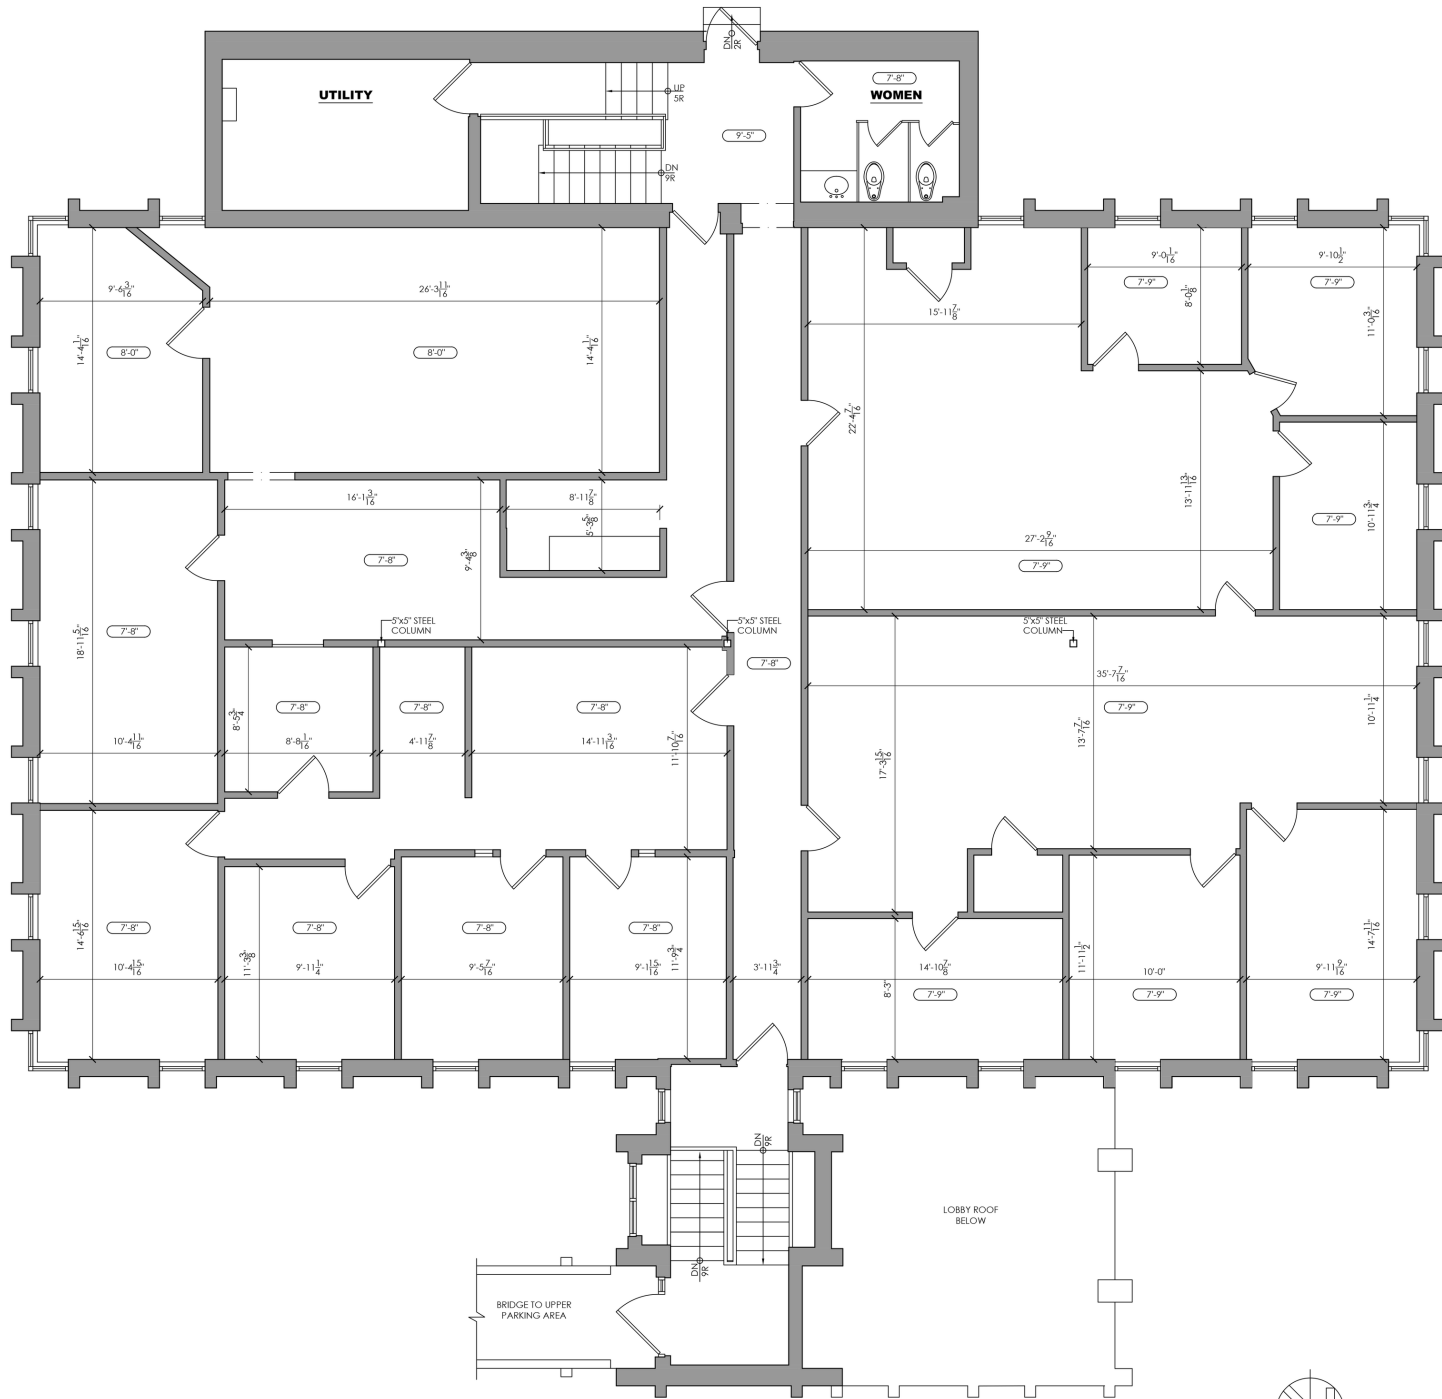 DN
2R
UTILITY
UP
5R
7'-8"
WOMEN
9'-5"
DN
9R
9'-6 3/16"
26'-3 11/16"
14'-4 1/16"
8'-0"
8'-0"
14'-4 1/16"
15'-11 7/8"
9'-0 1/16"
7'-9"
8'-0 1/8"
9'-10 1/2"
7'-9"
11'-0 3/16"
22'-4 7/16"
16'-1 3/16"
8'-11 7/8"
5'-3 5/8"
13'-11 13/16"
10'-11 3/4"
7'-9"
7'-8"
9'-4 3/8"
27'-2 9/16"
7'-9"
18'-11 5/16"
7'-8"
5"x5" STEEL
COLUMN
5"x5" STEEL
COLUMN
5"x5" STEEL
COLUMN
7'-8"
35'-7 7/16"
7'-8"
7'-8"
7'-8"
7'-9"
8'-5 3/4"
10'-11 1/4"
13'-7 7/16"
10'-4 11/16"
8'-8 1/16"
4'-11 7/8"
14'-11 3/16"
11'-10 7/16"
17'-3 15/16"
7'-8"
7'-8"
7'-8"
7'-8"
14'-6 15/16"
14'-7 11/16"
10'-4 15/16"
11'-3 3/8"
9'-11 1/4"
9'-5 7/16"
9'-1 15/16"
11'-9 3/4"
3'-11 3/4"
14'-10 7/8"
11'-11 1/2"
10'-0"
9'-11 9/16"
8'-3"
7'-9"
7'-9"
7'-9"
DN
9R
LOBBY ROOF
BELOW
DN
9R
BRIDGE TO UPPER
PARKING AREA